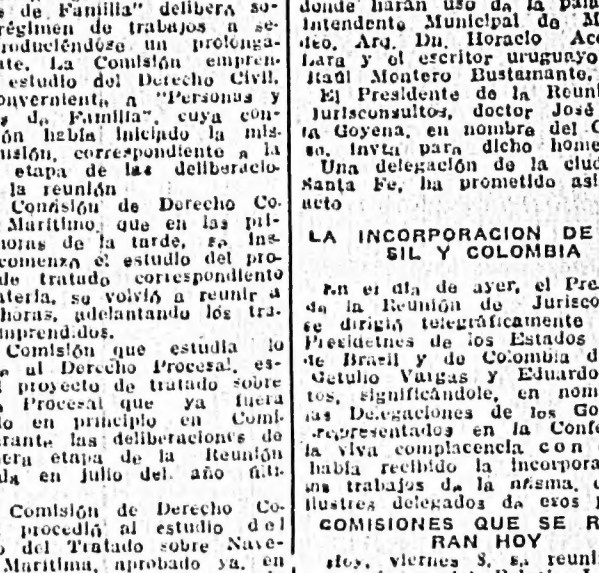 s de Familia" deliberó so-
régimen de trabajos a se-
roduciéndose un prolonga-
ate. La Comisión empren-
estudio del Derecho Civil.
onverniente a "Personas y
s de Familia", cuya con-
ón había iniciado la mis-
usión, correspondiente a la
etapa de las deliberacio-
la reunión
Comisión de Derecho Co-
Marítimo, que en las pri-
horas de la tarde, se ins-
comenzó el estudio del pro-
de tratado correspondiente
ateria, se volvió a reunir a
horas, adelantando los tra-
mprendidos.
Comisión que estudia lo
al Derecho Procesal, es-
l proyecto de tratado sobre
Procesal que ya fuera
do en principio en Comi-
urante las deliberaciones de
era etapa de la Reunión
da en julio del año últi-
Comisión de Derecho Co-
procedió al estudio del
o del Tratado sobre Nave-
Marítima, aprobado ya, en
donde harán uso de la pala
Intendente Municipal de M
deo, Arq. Dn. Horacio Aco
Lara y el escritor uruguayo
Raúl Montero Bustamante.
El Presidente de la Reuni
Jurisconsultos, doctor José
ta Goyena, en nombre del C
so, invita para dicho home
Una delegación de la ciud
Santa Fe, ha prometido asi
acto
LA INCORPORACION DE
SIL Y COLOMBIA
En el día de ayer, el Pres
de la Reunión de Jurisco
se dirigió telegráficamente
Presidetnes de los Estados
de Brasil y de Colombia d
Getulio Vargas y Eduardo
tos, significándole, en nom
las Delegaciones de los Go
representados en la Confe
la viva complacencia con
había recibido la incorpora
los trabajos de la misma, d
ilustres delegados de esos p
COMISIONES QUE SE R
RAN HOY
Hoy, viernes 8, se reuni